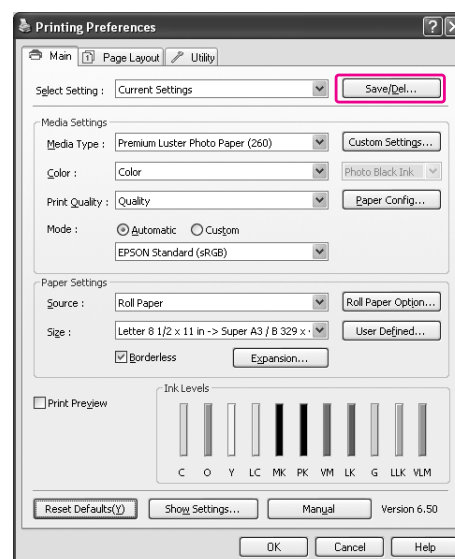 Printing Preferences
Main Page Layout Utility
Select Setting : Current Settings Save/Del...
Media Settings
Media Type : Premium Luster Photo Paper (260) Custom Settings...
Color : Color Photo Black Ink
Print Quality : Quality Paper Config...
Mode : Automatic Custom
EPSON Standard (sRGB)
Paper Settings
Source : Roll Paper Roll Paper Option...
Size : Letter 8 1/2 x 11 in -> Super A3 / B 329 x User Defined...
Borderless Expansion...
Ink Levels
Print Preview
C O Y LC MK PK VM LK G LLK VLM
Reset Defaults(Y) Show Settings... Manual Version 6.50
OK Cancel Help